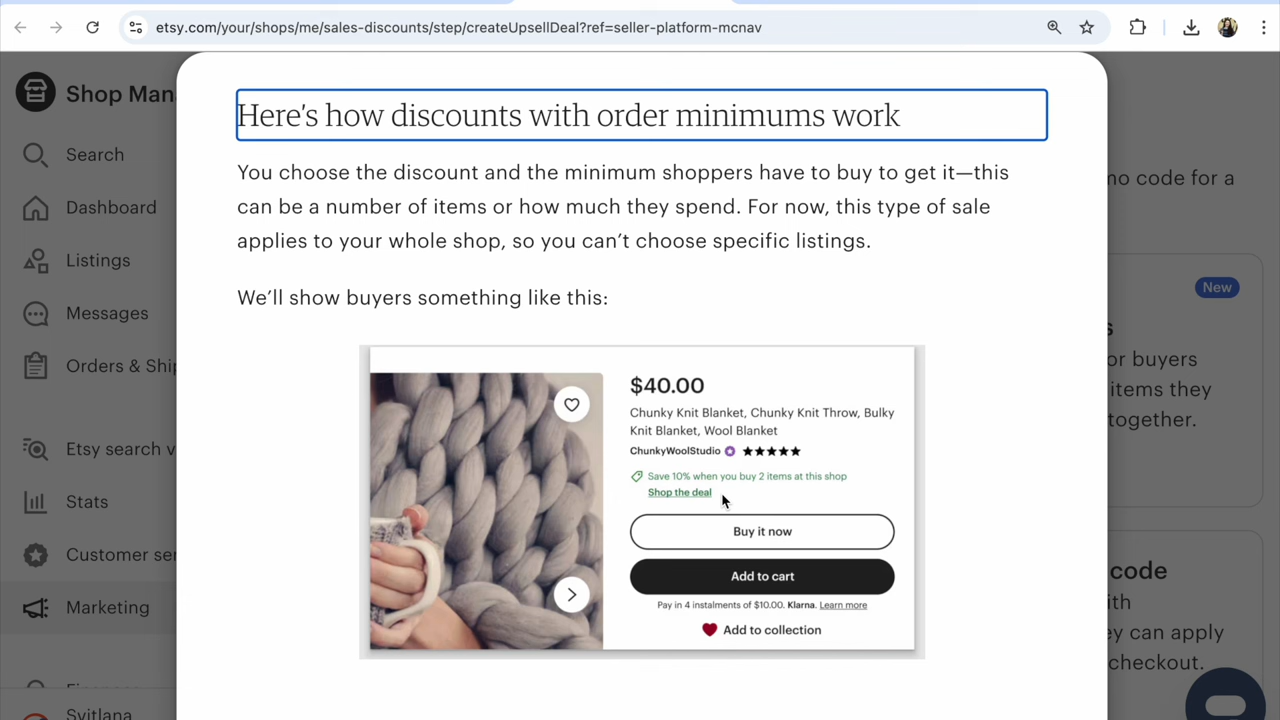 etsy.com/your/shops/me/sales-discounts/step/createUpsellDeal?ref=seller-platform-mcnav
Shop Man
Search
Dashboard
Listings
Messages
Orders & Ship
Etsy search v
Stats
Customer ser
Marketing
Svitlana
Here's how discounts with order minimums work
You choose the discount and the minimum shoppers have to buy to get it—this
can be a number of items or how much they spend. For now, this type of sale
applies to your whole shop, so you can't choose specific listings.
We'll show buyers something like this:
$40.00
Chunky Knit Blanket, Chunky Knit Throw, Bulky
Knit Blanket, Wool Blanket
ChunkyWoolStudio
Save 10% when you buy 2 items at this shop
Shop the deal
Buy it now
Add to cart
Pay in 4 instalments of $10.00. Klarna. Learn more
Add to collection
mo code for a
New
s
or buyers
items they
together.
code
ith
ey can apply
checkout.